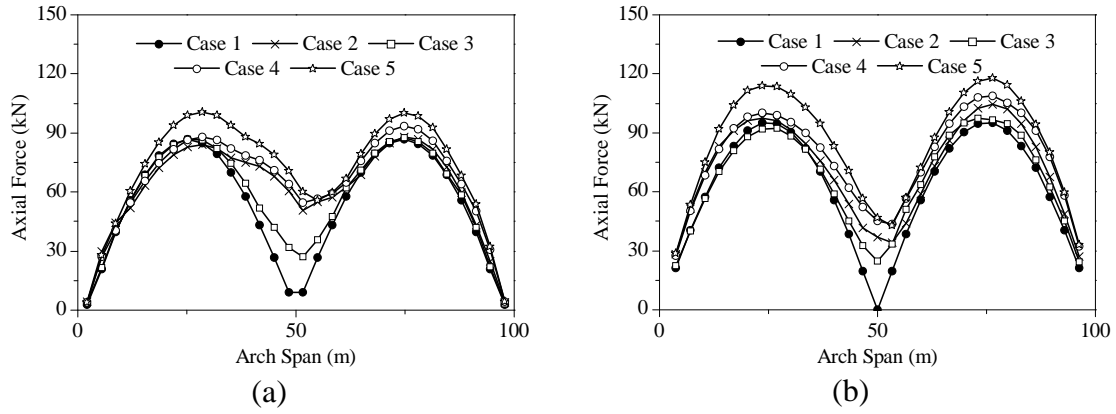 150
120
90
60
30
0
Axial Force (kN)
Case 1 Case 2 Case 3
Case 4 Case 5
0 50 100
Arch Span (m)
(a)
150
120
90
60
30
0
Axial Force (kN)
Case 1 Case 2 Case 3
Case 4 Case 5
0 50 100
Arch Span (m)
(b)